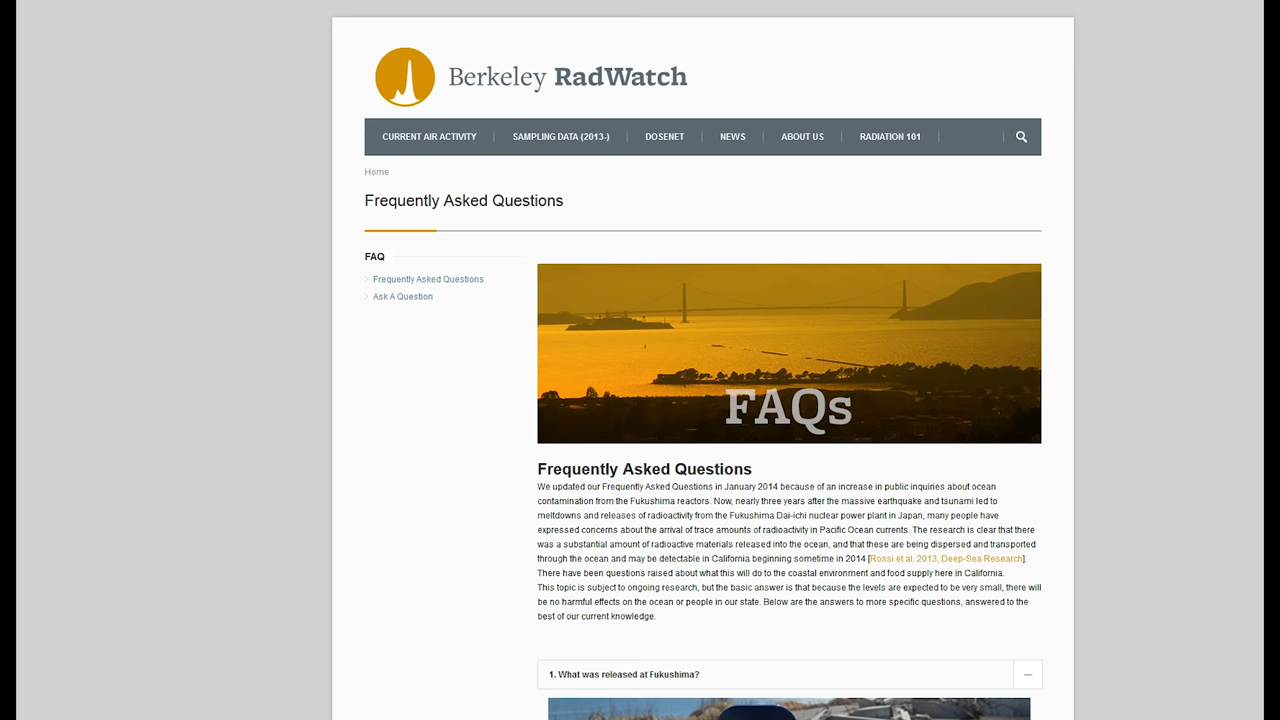 Berkeley RadWatch
CURRENT AIR ACTIVITY
SAMPLING DATA (2013-)
DOSENET
NEWS
ABOUT US
RADIATION 101
Home
Frequently Asked Questions
FAQ
Frequently Asked Questions
Ask A Question
FAQs
Frequently Asked Questions
We updated our Frequently Asked Questions in January 2014 because of an increase in public inquiries about ocean
contamination from the Fukushima reactors. Now, nearly three years after the massive earthquake and tsunami led to
meltdowns and releases of radioactivity from the Fukushima Dai-ichi nuclear power plant in Japan, many people have
expressed concerns about the arrival of trace amounts of radioactivity in Pacific Ocean currents. The research is clear that there
was a substantial amount of radioactive materials released into the ocean, and that these are being dispersed and transported
through the ocean and may be detectable in California beginning sometime in 2014 [Rossi et al. 2013, Deep-Sea Research].
There have been questions raised about what this will do to the coastal environment and food supply here in California.
This topic is subject to ongoing research, but the basic answer is that because the levels are expected to be very small, there will
be no harmful effects on the ocean or people in our state. Below are the answers to more specific questions, answered to the
best of our current knowledge.
1. What was released at Fukushima?